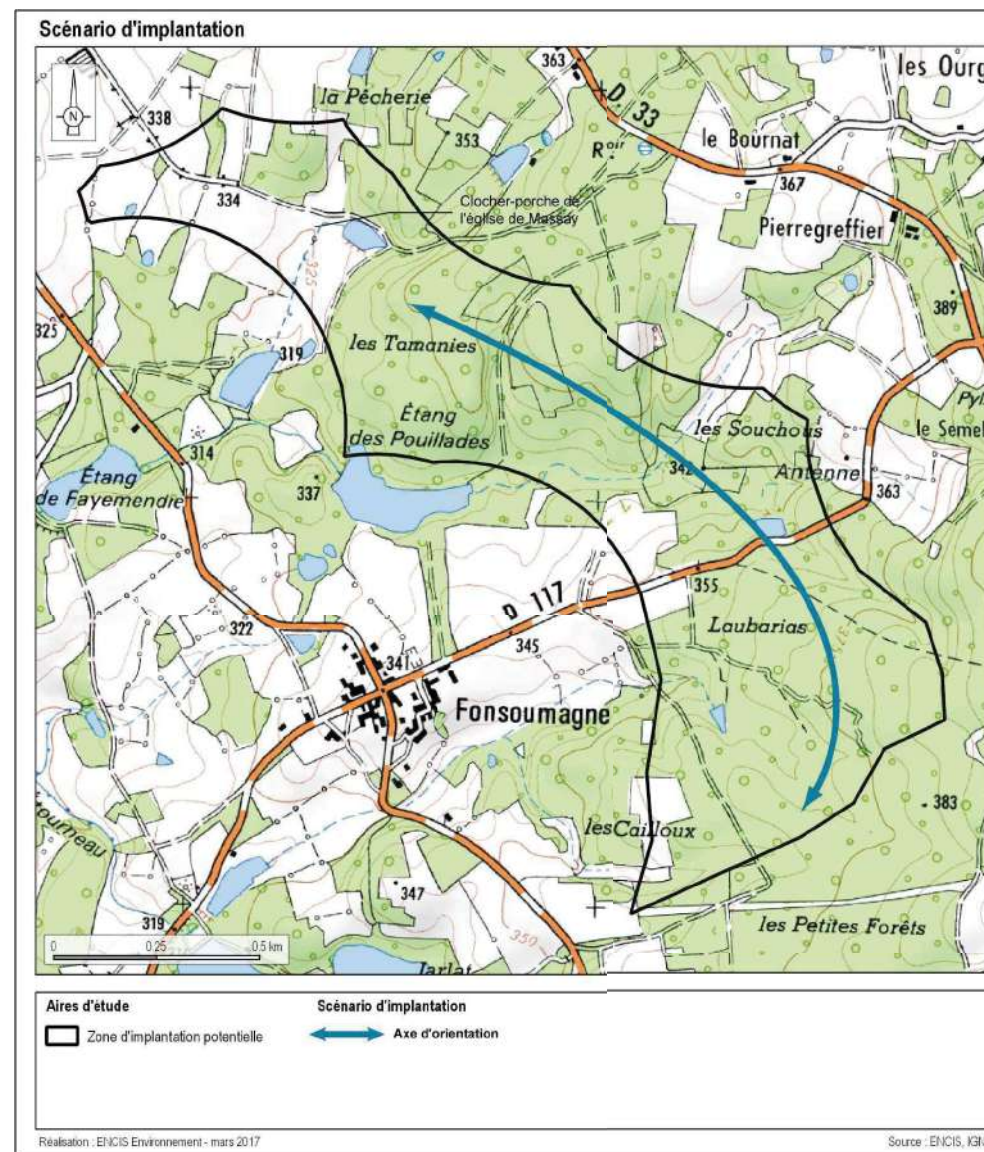 Scénario d'implantation
N
la Pêcherie
363
D. 33
les Ourg
338
353
Roir
le Bournat
367
334
Clocher-porche de
l'église de Massay
Pierregreffier
325
389
325
319
les Tamanies
Étang
des Pouillades
les Souchous
le Semel
314
342
Antenne
Étang
de Fayemendie
337
363
355
D 117
322
345
Laubarias
341
Fonsoumagne
383
les Cailloux
347
319
les Petites Forêts
350
Jarlat
0 0.25 0.5 km
Aires d'étude
Scénario d'implantation
Zone d'implantation potentielle
Axe d'orientation
Réalisation : ENCIS Environnement - mars 2017
Source : ENCIS, IGN